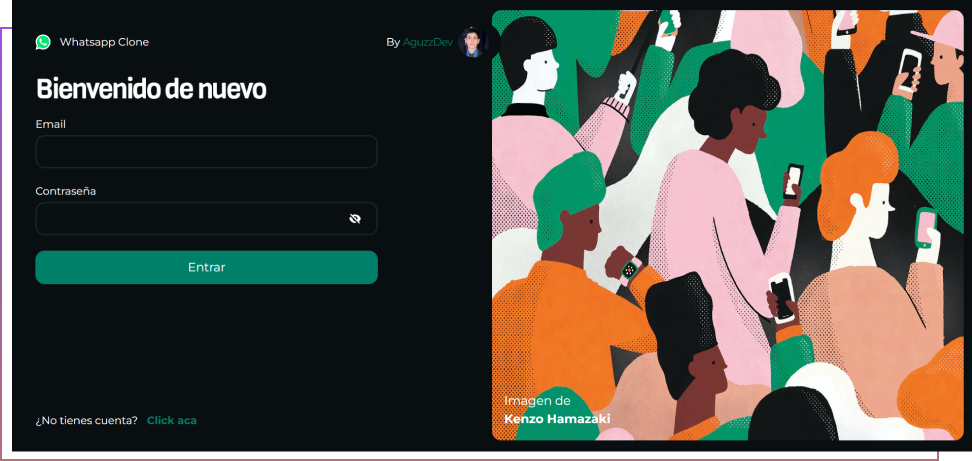 Whatsapp Clone
By AguzzDev
Bienvenido de nuevo
Email
Contraseña
Entrar
¿No tienes cuenta? Click aca
Imagen de
Kenzo Hamazaki